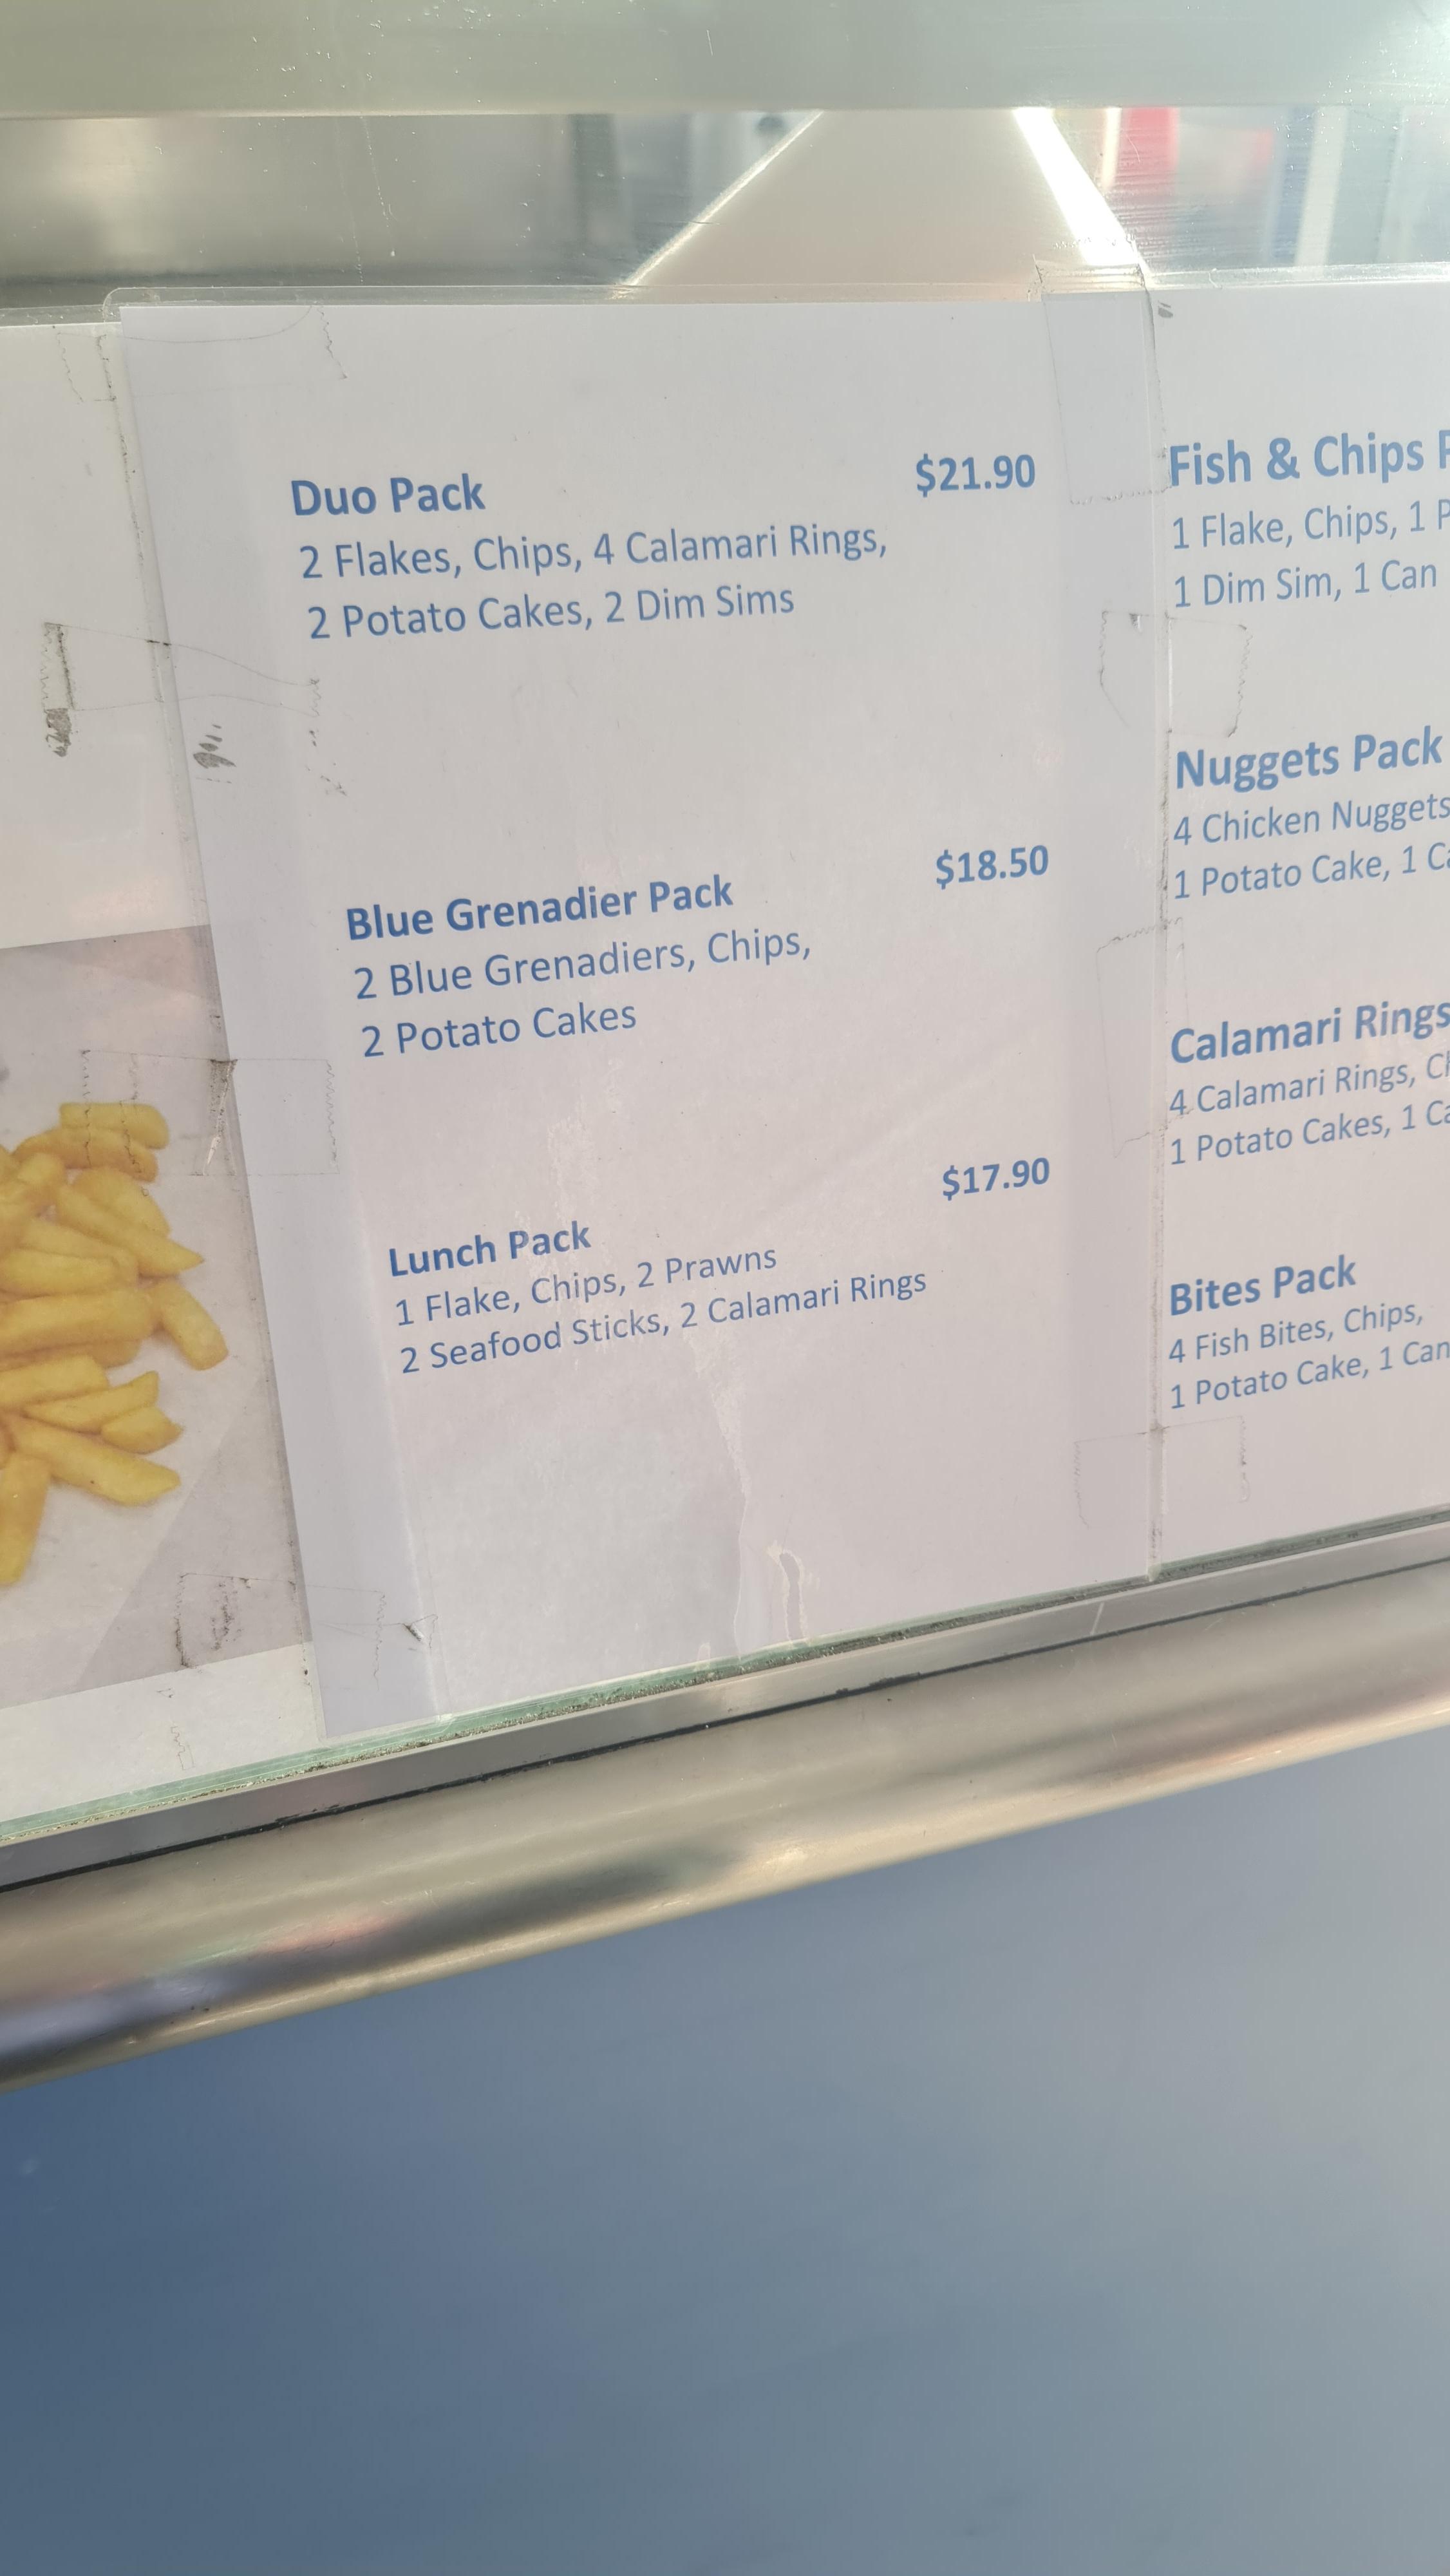 Duo Pack $21.90
2 Flakes, Chips, 4 Calamari Rings,
2 Potato Cakes, 2 Dim Sims
Blue Grenadier Pack $18.50
2 Blue Grenadiers, Chips,
2 Potato Cakes
Lunch Pack $17.90
1 Flake, Chips, 2 Prawns
2 Seafood Sticks, 2 Calamari Rings
Fish & Chips
1 Flake, Chips, 1
1 Dim Sim, 1 Can
Nuggets Pack
4 Chicken Nuggets
1 Potato Cake, 1
Calamari Rings
4 Calamari Rings,
1 Potato Cakes, 1
Bites Pack
4 Fish Bites, Chips,
1 Potato Cake, 1 Can